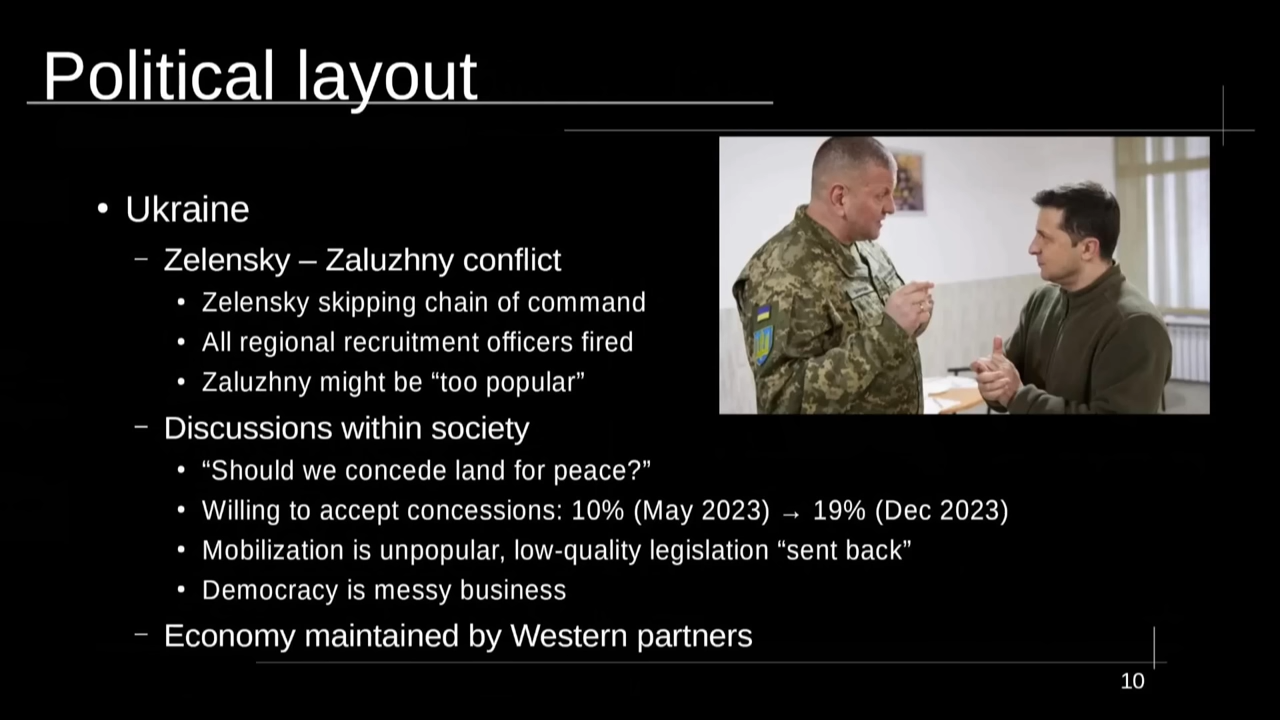 Political layout
• Ukraine
– Zelensky – Zaluzhny conflict
• Zelensky skipping chain of command
• All regional recruitment officers fired
• Zaluzhny might be “too popular”
– Discussions within society
• “Should we concede land for peace?”
• Willing to accept concessions: 10% (May 2023) → 19% (Dec 2023)
• Mobilization is unpopular, low-quality legislation “sent back”
• Democracy is messy business
– Economy maintained by Western partners
10